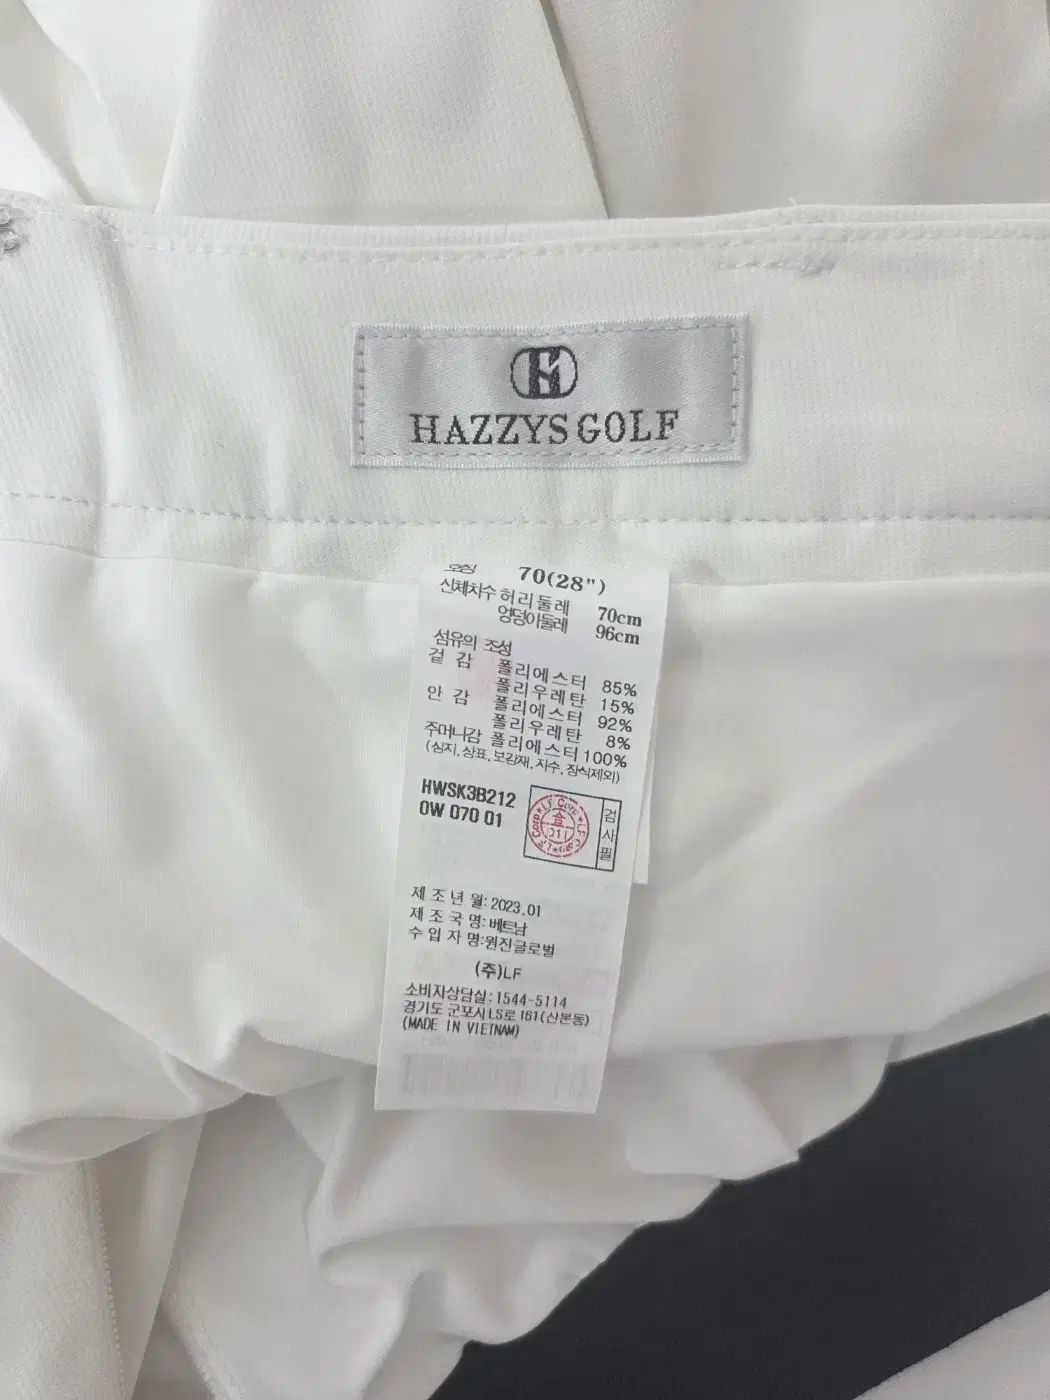 HAZZYS GOLF
호칭 70(28")
신체치수 허리둘레 70cm
엉덩이둘레 96cm
섬유의 조성
겉감 폴리에스터 85%
폴리우레탄 15%
안감 폴리에스터 92%
폴리우레탄 8%
주머니감 폴리에스터 100%
(심지, 상표, 보강재, 자수, 장식제외)
HWSK3B212
0W 070 01
LF Corp
검사필
제조년월: 2023.01
제조국명: 베트남
수입자명:원진글로벌
(주)LF
소비자상담실: 1544-5114
경기도 군포시 LS로 161(산본동)
(MADE IN VIETNAM)